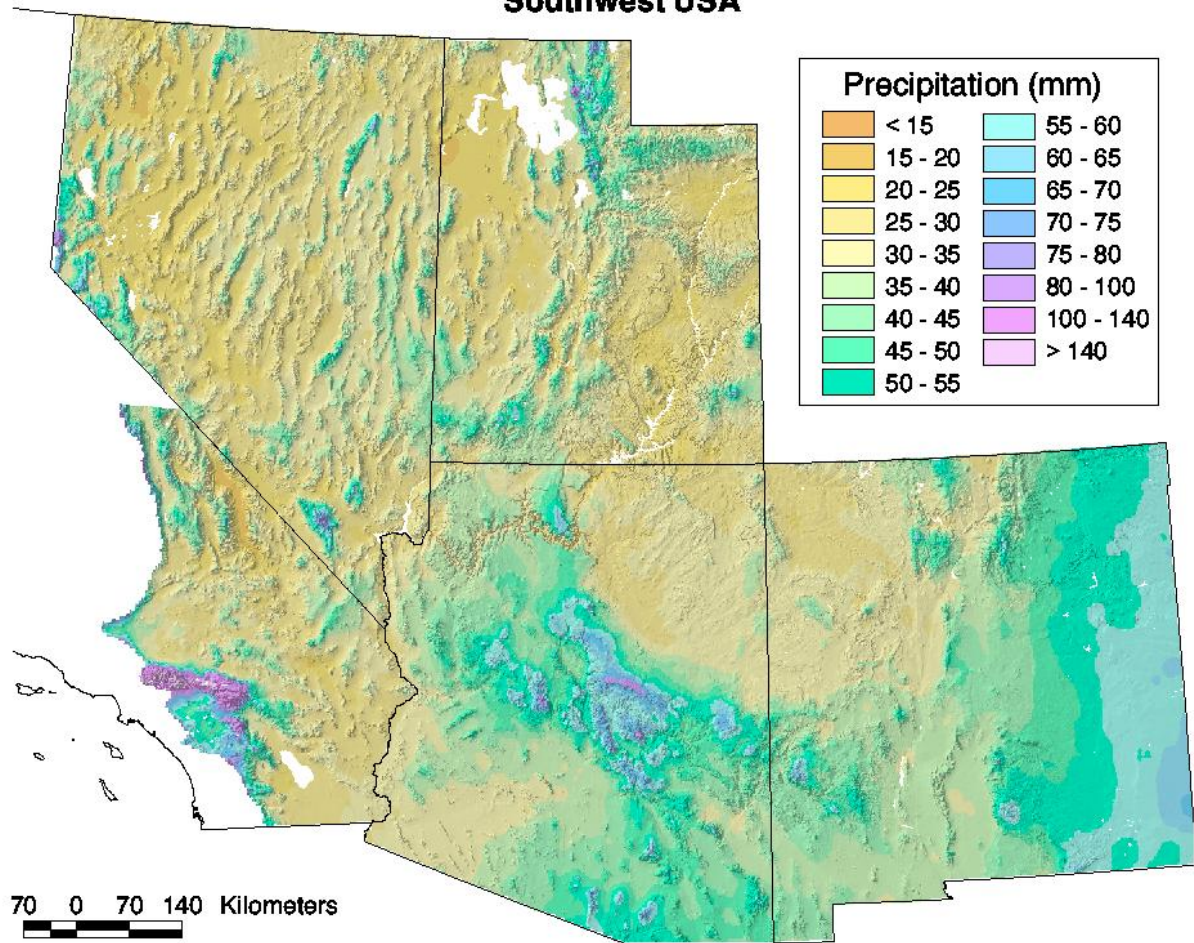 Southwest USA
Precipitation (mm)
< 15
15 - 20
20 - 25
25 - 30
30 - 35
35 - 40
40 - 45
45 - 50
50 - 55
55 - 60
60 - 65
65 - 70
70 - 75
75 - 80
80 - 100
100 - 140
> 140
70 0 70 140 Kilometers